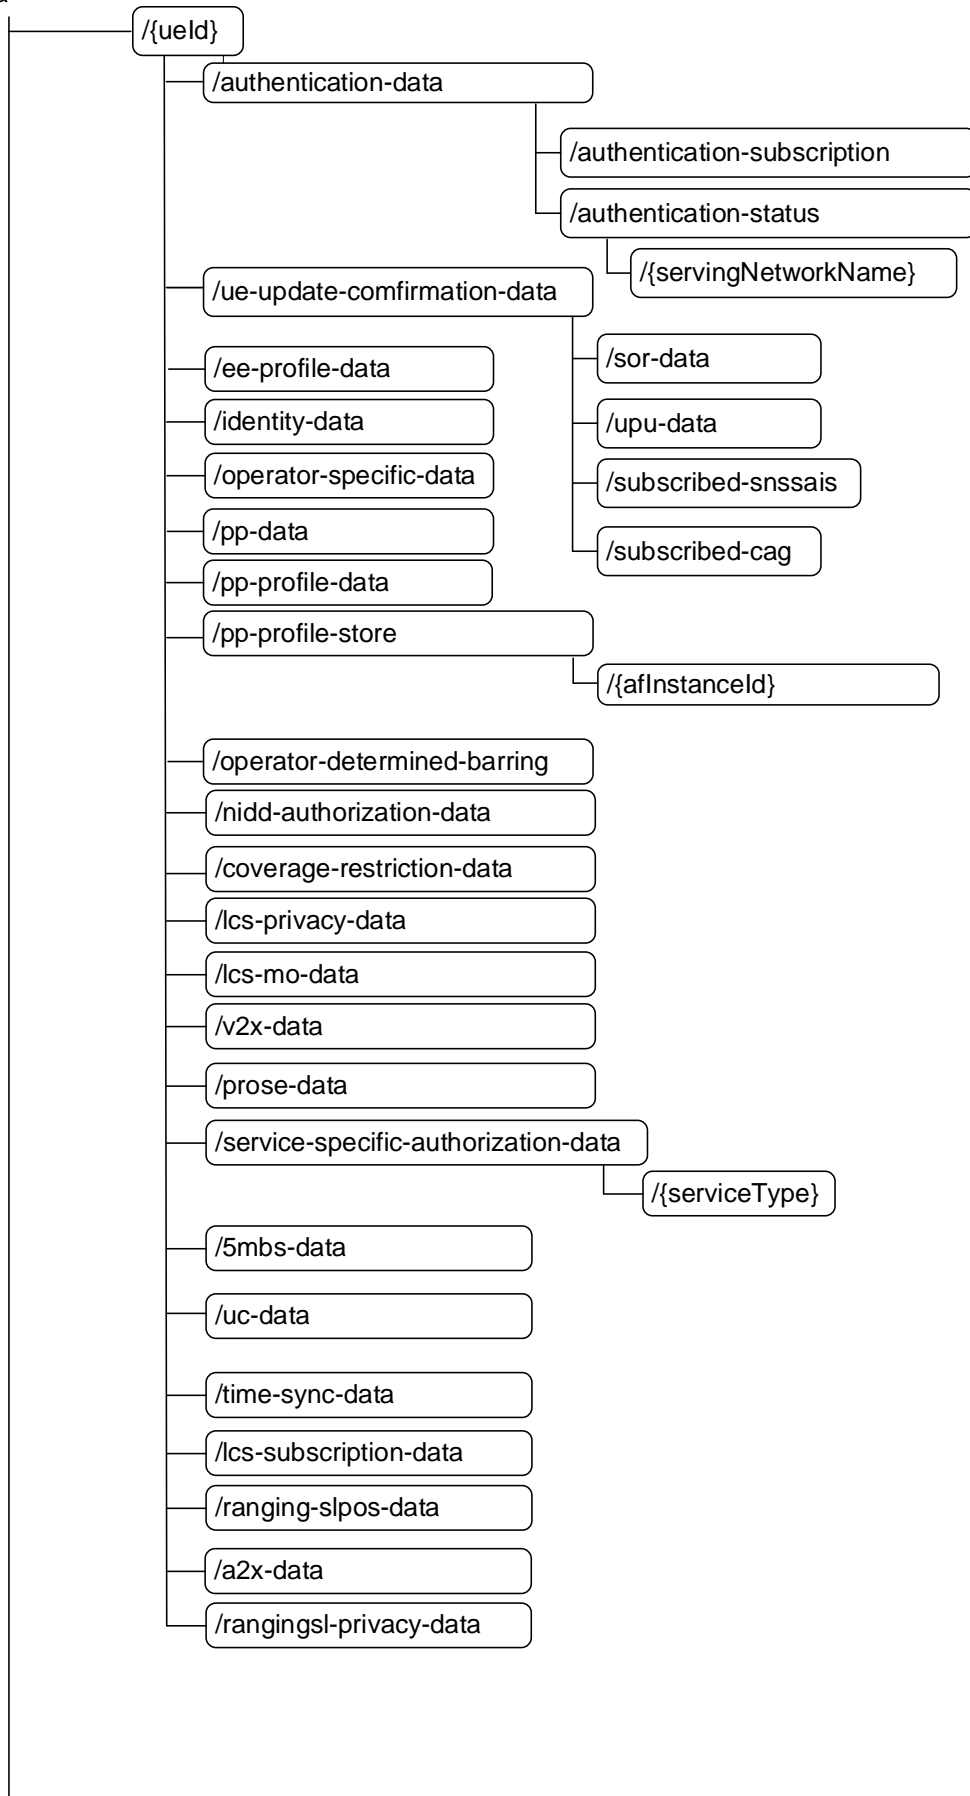 /{ueId}
/authentication-data
/authentication-subscription
/authentication-status
/{servingNetworkName}
/ue-update-comfirmation-data
/sor-data
/ee-profile-data
/identity-data
/upu-data
/operator-specific-data
/subscribed-snssais
/pp-data
/subscribed-cag
/pp-profile-data
/pp-profile-store
/{afInstanceId}
/operator-determined-barring
/nidd-authorization-data
/coverage-restriction-data
/lcs-privacy-data
/lcs-mo-data
/v2x-data
/prose-data
/service-specific-authorization-data
/{serviceType}
/5mbs-data
/uc-data
/time-sync-data
/lcs-subscription-data
/ranging-slpos-data
/a2x-data
/rangingsl-privacy-data